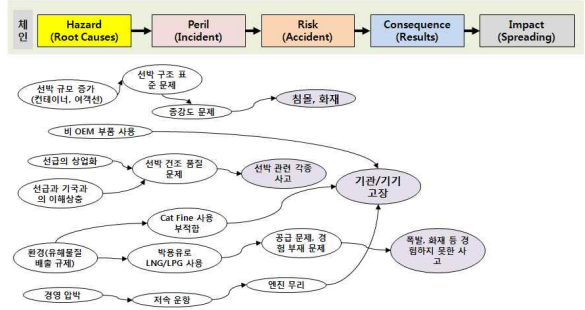 체
인
Hazard
(Root Causes)
Peril
(Incident)
Risk
(Accident)
Consequence
(Results)
Impact
(Spreading)
선박 규모 증가
(컨테이너, 여객선)
선박 구조 표
준 문제
종강도 문제
침몰, 화재
비 OEM 부품 사용
선급의 상업화
선급과 기국과
의 이해상충
선박 건조 품질
문제
선박 관련 각종
사고
기관/기기
고장
Cat Fine 사용
부적합
환경(유해물질
배출 규제)
박용유로
LNG/LPG 사용
공급 문제, 경
험 부재 문제
폭발, 화재 등 경
험하지 못한 사
고
경영 압박
저속 운항
엔진 무리